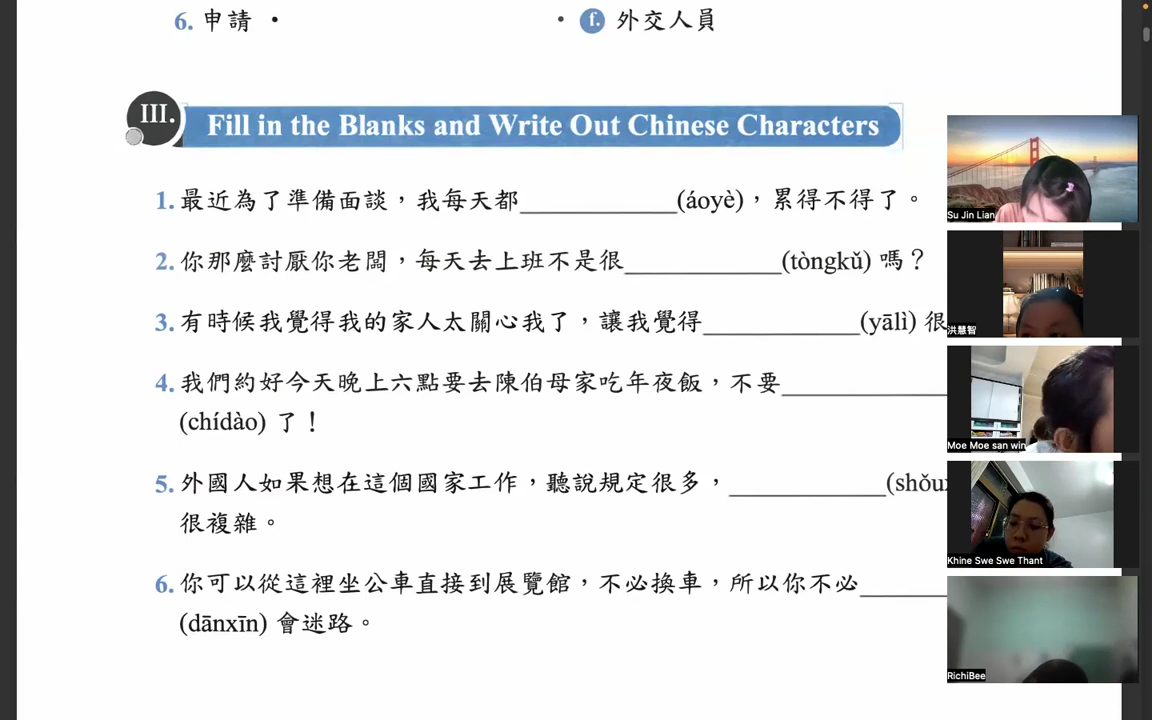 6. 申請 •
• f. 外交人員
III. Fill in the Blanks and Write Out Chinese Characters
1. 最近為了準備面談，我每天都____________(áoyè)，累得不得了。
2. 你那麼討厭你老闆，每天去上班不是很____________(tòngkǔ) 嗎？
3. 有時候我覺得我的家人太關心我了，讓我覺得____________(yālì) 很
4. 我們約好今天晚上六點要去陳伯母家吃年夜飯，不要____________
(chídào) 了！
5. 外國人如果想在這個國家工作，聽說規定很多，____________(shǒu
很複雜。
6. 你可以從這裡坐公車直接到展覽館，不必換車，所以你不必______
(dānxīn) 會迷路。
Su Jin Lian
洪慧智
Moe Moe san win
Khine Swe Swe Thant
RichiBee